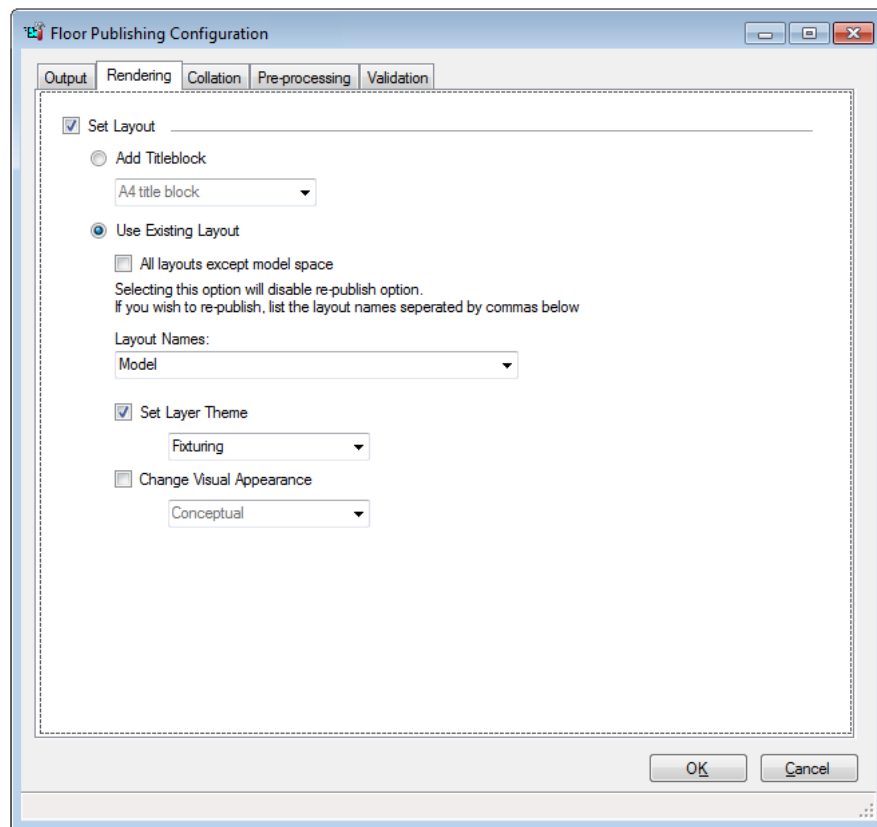 Floor Publishing Configuration
Output Rendering Collation Pre-processing Validation
Set Layout
Add Titleblock
A4 title block
Use Existing Layout
All layouts except model space
Selecting this option will disable re-publish option.
If you wish to re-publish, list the layout names seperated by commas below
Layout Names:
Model
Set Layer Theme
Fixturing
Change Visual Appearance
Conceptual
OK Cancel